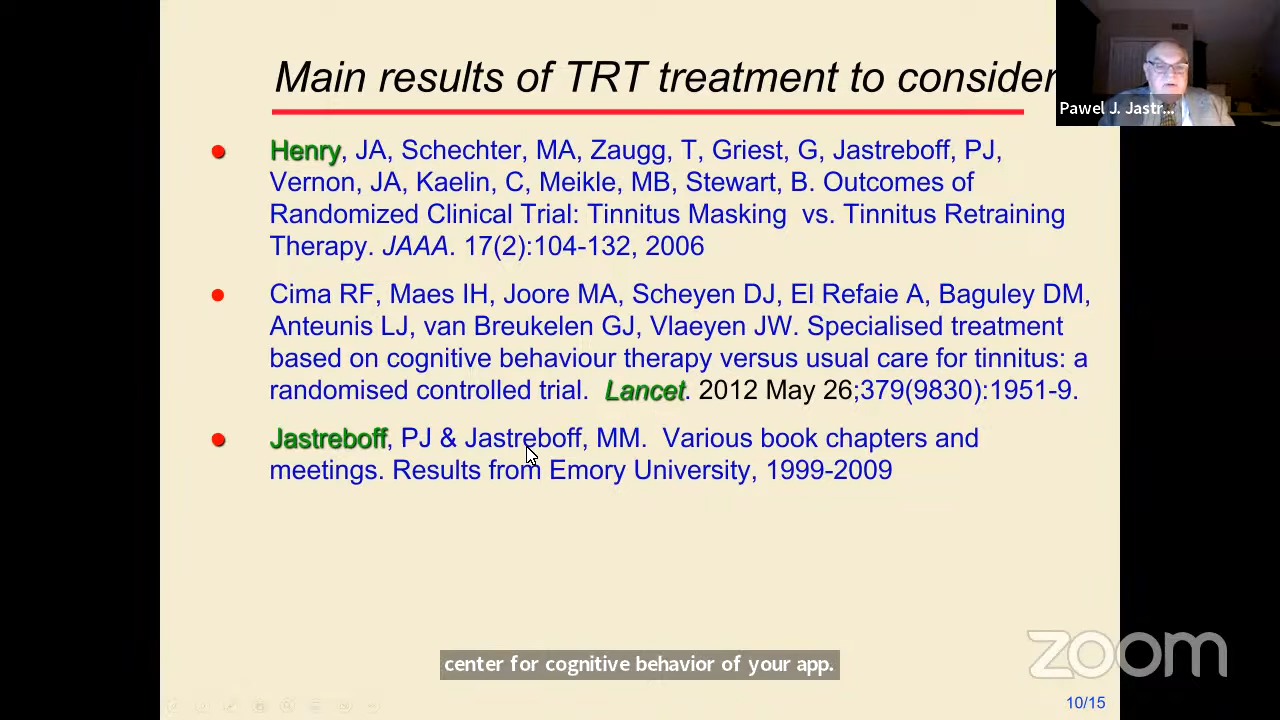 Main results of TRT treatment to consider
Pawel J. Jastr...
Henry, JA, Schechter, MA, Zaugg, T, Griest, G, Jastreboff, PJ,
Vernon, JA, Kaelin, C, Meikle, MB, Stewart, B. Outcomes of
Randomized Clinical Trial: Tinnitus Masking vs. Tinnitus Retraining
Therapy. JAAA. 17(2):104-132, 2006
Cima RF, Maes IH, Joore MA, Scheyen DJ, El Refaie A, Baguley DM,
Anteunis LJ, van Breukelen GJ, Vlaeyen JW. Specialised treatment
based on cognitive behaviour therapy versus usual care for tinnitus: a
randomised controlled trial. Lancet. 2012 May 26;379(9830):1951-9.
Jastreboff, PJ & Jastreboff, MM. Various book chapters and
meetings. Results from Emory University, 1999-2009
center for cognitive behavior of your app.
zoom
10/15